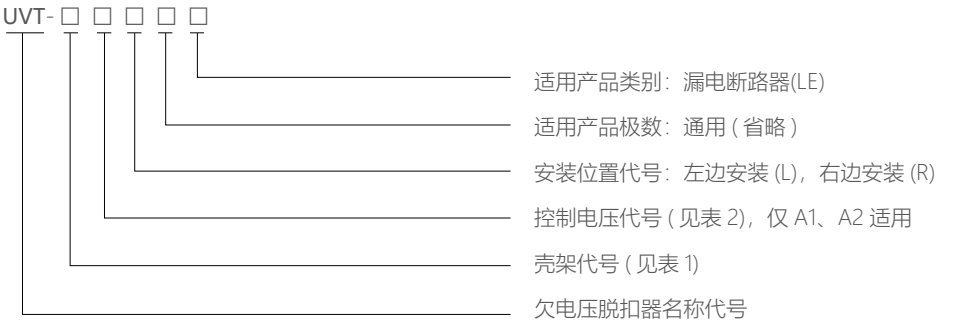 UVT-□ □ □ □ □
适用产品类别：漏电断路器(LE)
适用产品极数：通用 ( 省略 )
安装位置代号：左边安装 (L)，右边安装 (R)
控制电压代号 ( 见表 2)，仅 A1、A2 适用
壳架代号 ( 见表 1)
欠电压脱扣器名称代号